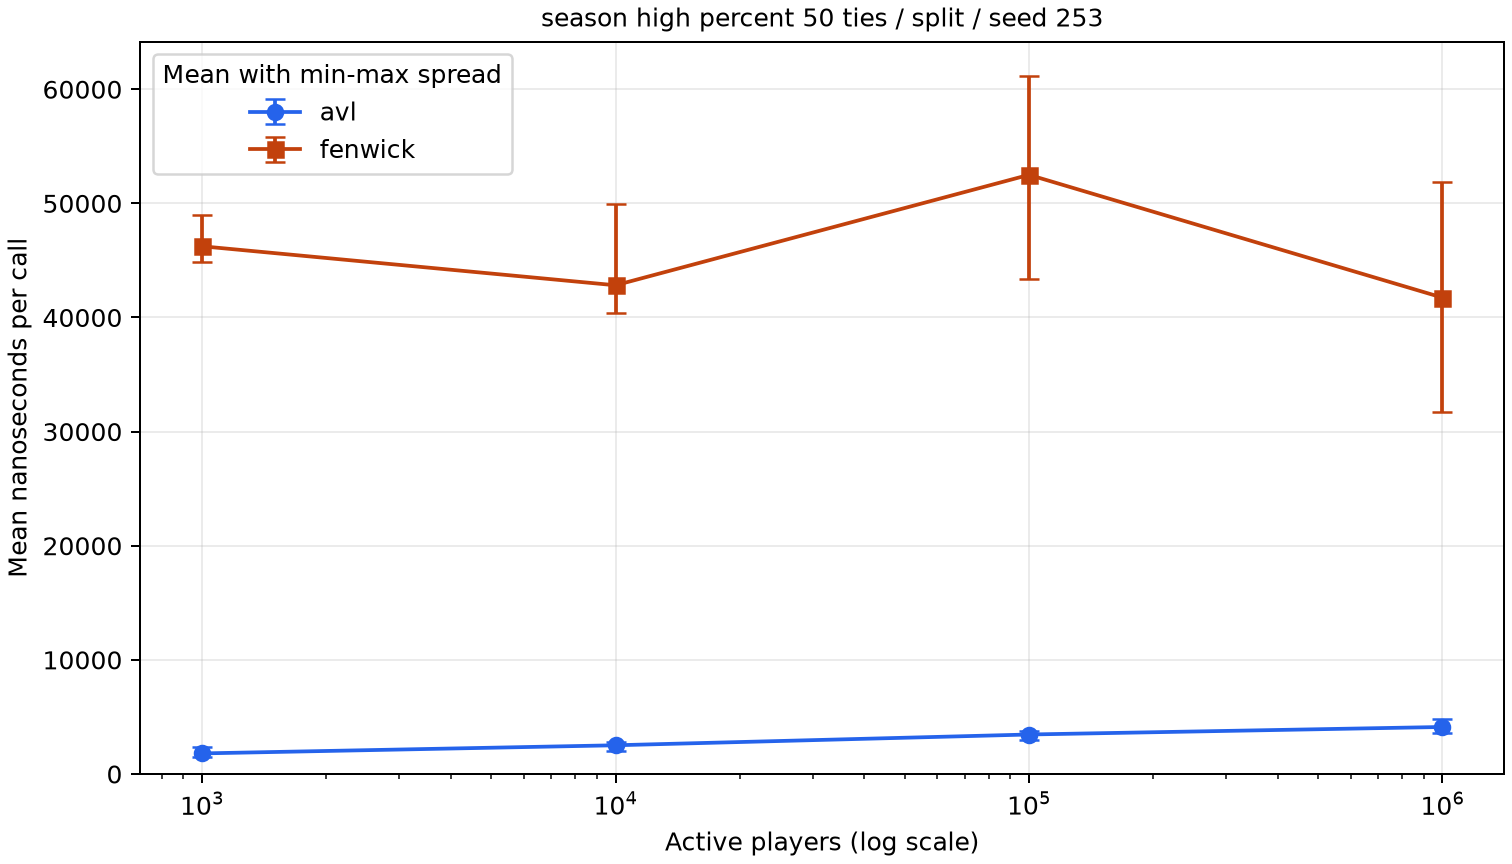 season high percent 50 ties / split / seed 253
Mean with min-max spread
avl
fenwick
Mean nanoseconds per call
60000
50000
40000
30000
20000
10000
0
10³
10⁴
10⁵
10⁶
Active players (log scale)